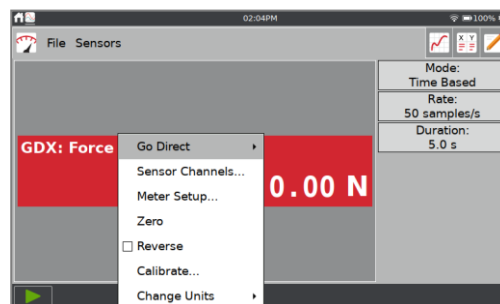 02:04PM
100%
File Sensors
X Y
Mode:
Time Based
Rate:
50 samples/s
Duration:
5.0 s
GDX: Force
0.00 N
Go Direct
Sensor Channels...
Meter Setup...
Zero
Reverse
Calibrate...
Change Units